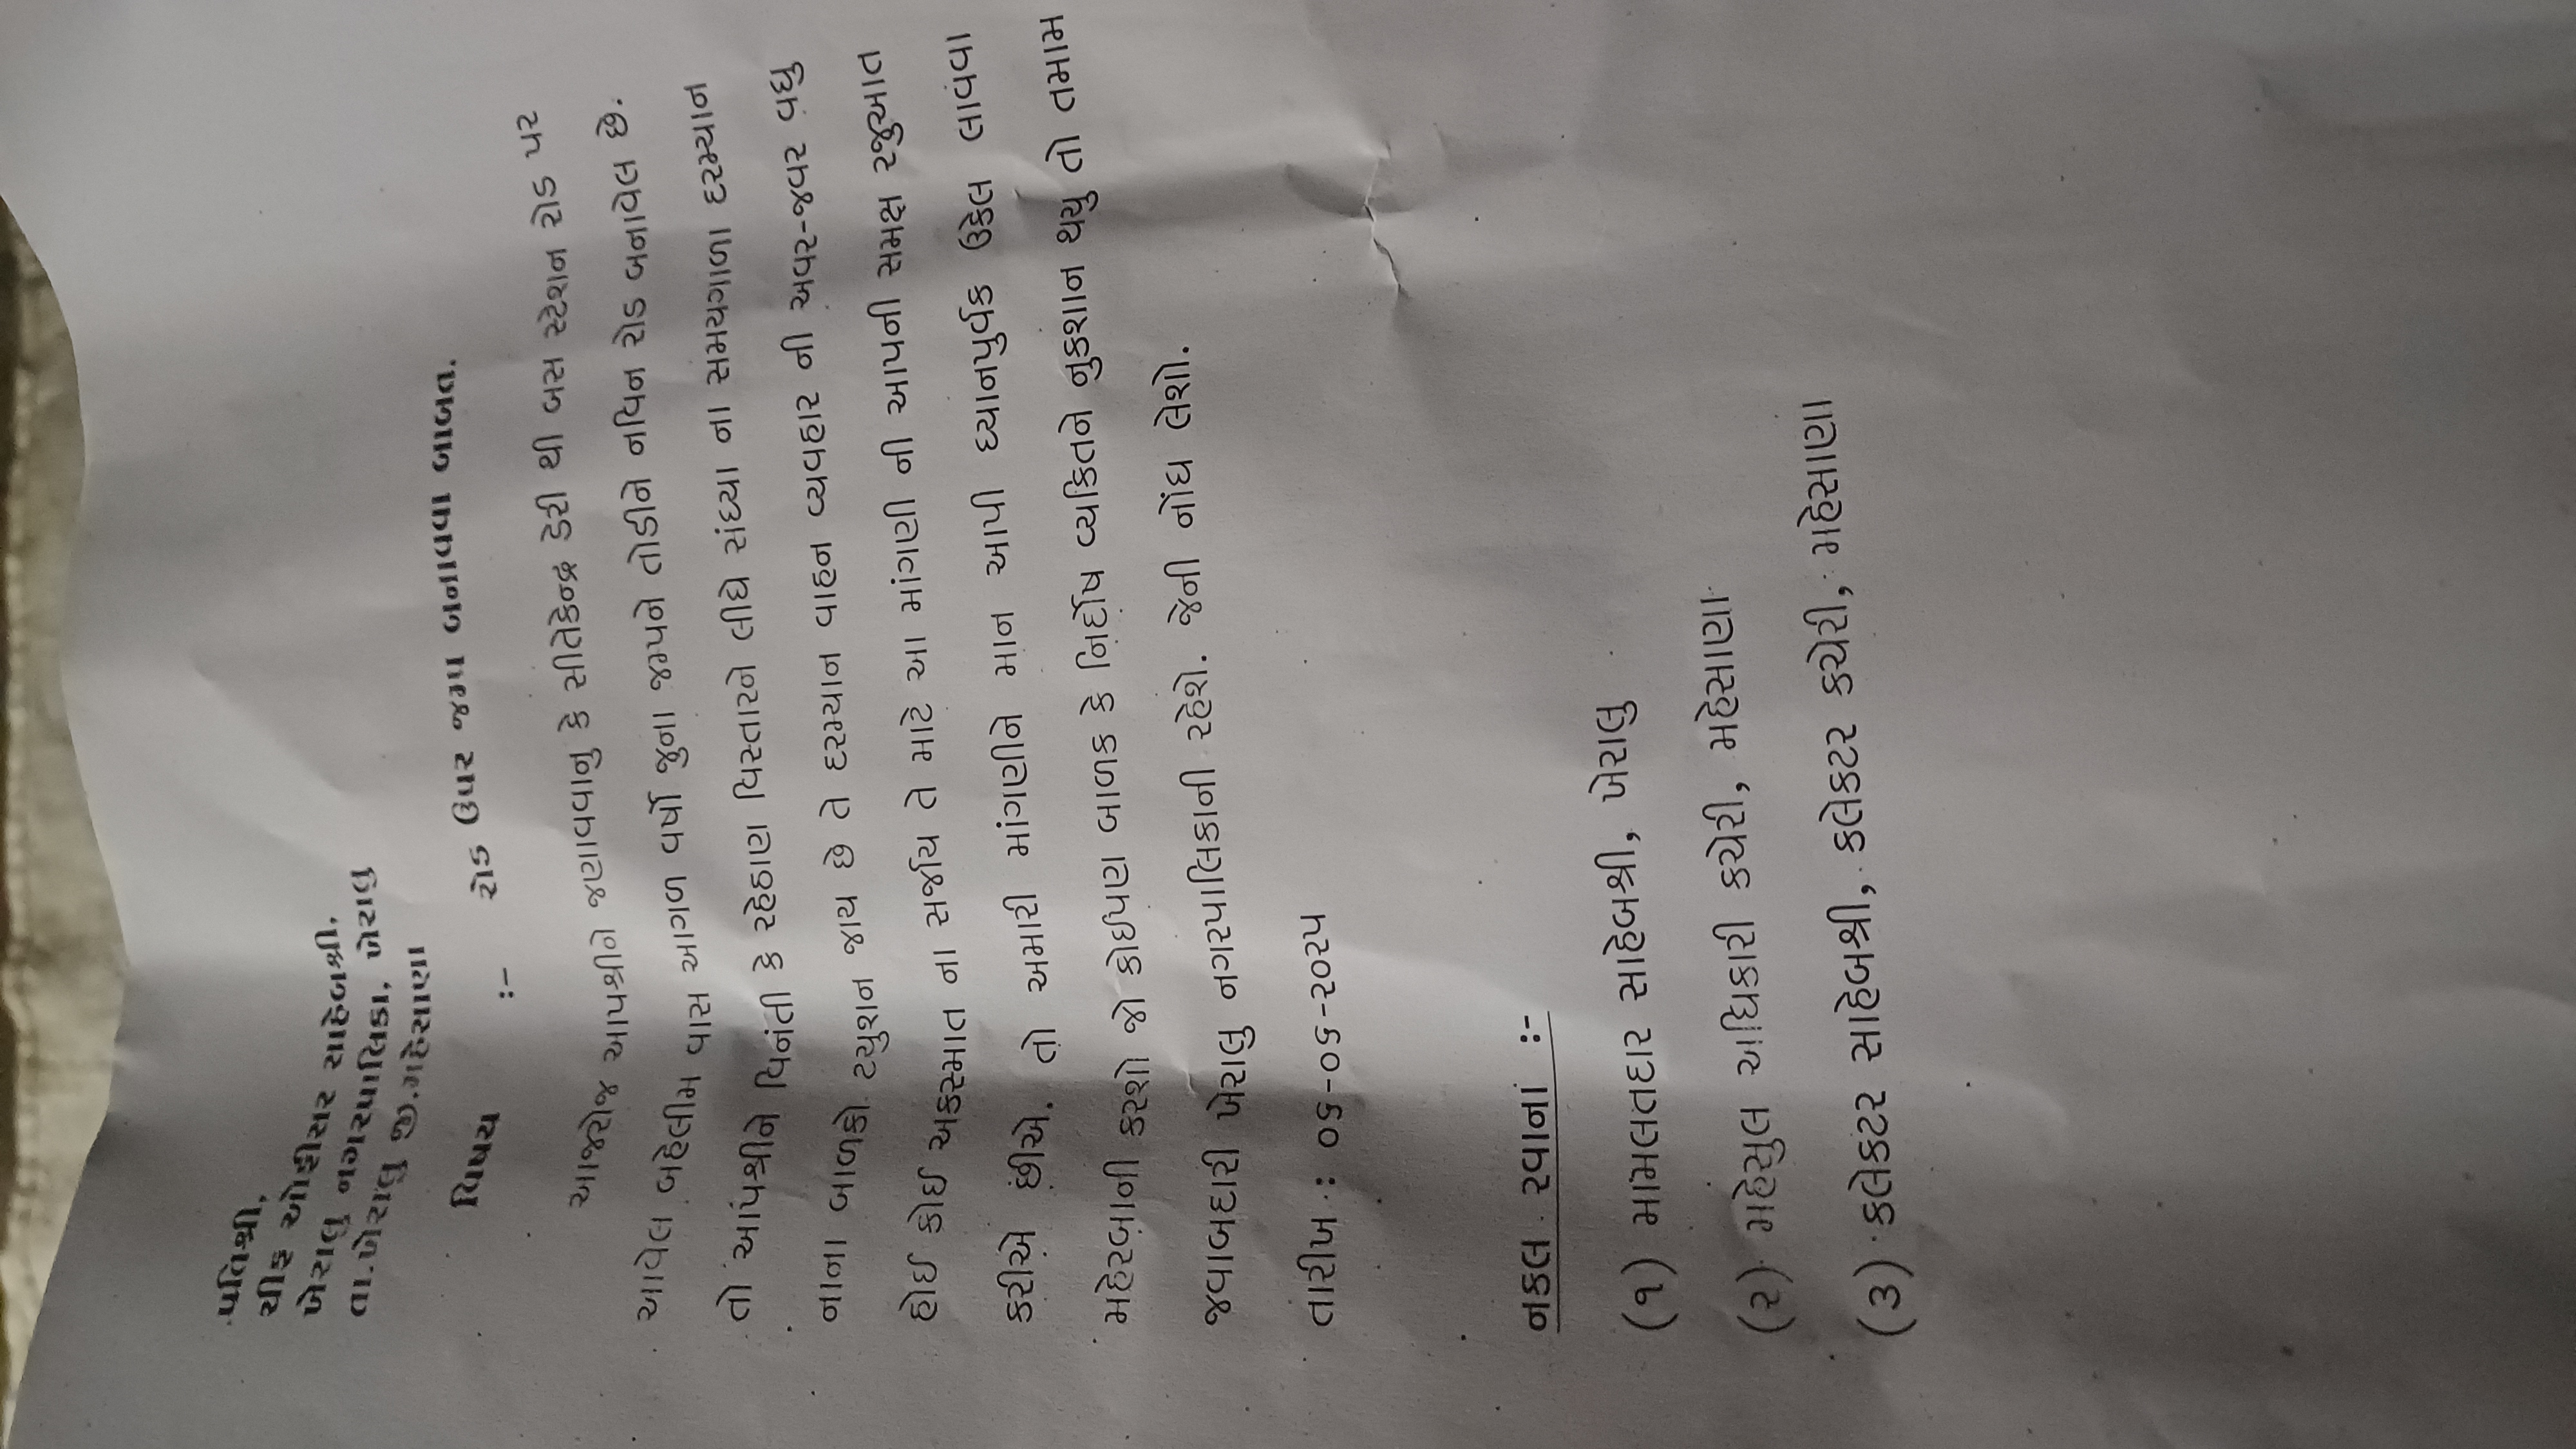 પ્રતિશ્રી,
ચીફ ઓફીસર સાહેબશ્રી,
ખેરાલુ નગરપાલિકા, ખેરાલુ
તા.ખેરાલુ જી.મહેસાણા
વિષય :- રોડ ઉપર જમ્પ બનાવવા બાબત.
આજરોજ આપશ્રીને જણાવવાનુ કે સીતેકેન્દ્ર ડેરી થી બસ સ્ટેશન રોડ પર
આવેલ બહેલીમ પાસ આગળ વર્ષો જુના જમ્પને તોડીને નવિન રોડ બનાવેલ છે.
તો આપશ્રીને વિનંતી કે રહેઠાણ વિસ્તારને લીધે સંધ્યા ના સમયગાળા દરમ્યાન
નાના બાળકો ટયુશન જાય છે તે દરમ્યાન વાહન વ્યવહાર ની અવર-જવર વધુ
હોઈ કોઈ અકસ્માત ના સર્જાય તે માટે આ માંગણી ની આપની સમક્ષ રજુઆત
કરીએ છીએ. તો અમારી માંગણીને માન આપી ધ્યાનપુર્વક ઉકેલ લાવવા
મહેરબાની કરશો જો કોઈપણ બાળક કે નિર્દોષ વ્યકિતને નુકશાન થયુ તો તમામ
જવાબદારી ખેરાલુ નગરપાલિકાની રહેશે. જેની નોંધ લેશો.
તારીખ : ૦૬-૦૬-૨૦૨૫
નકલ રવાના :-
(૧) મામલતદાર સાહેબશ્રી, ખેરાલુ
(૨) મહેસુલ અધિકારી કચેરી, મહેસાણા
(૩) કલેકટર સાહેબશ્રી, કલેકટર કચેરી, મહેસાણા